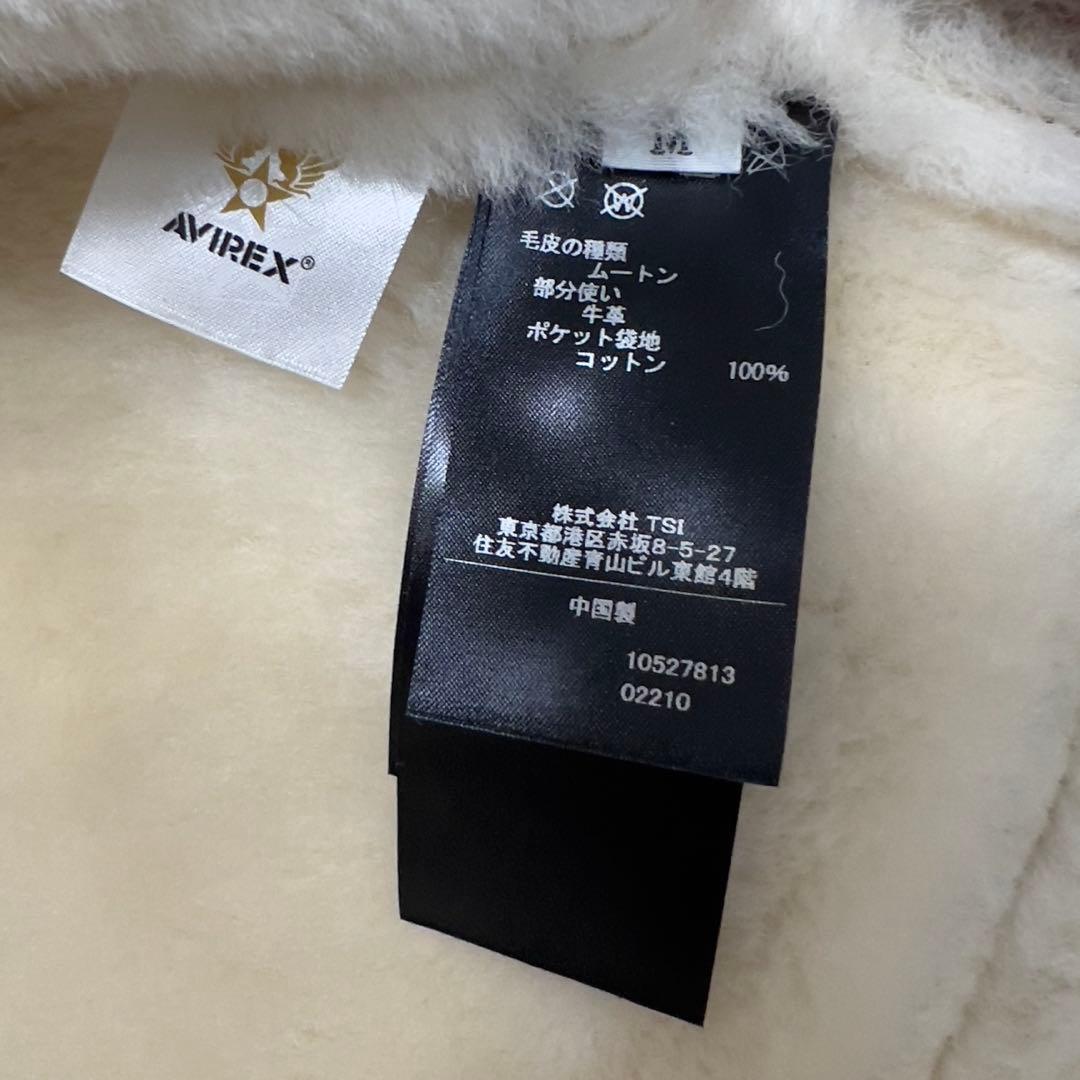 AVIREX®
M
毛皮の種類
ムートン
部分使い
牛革
ポケット袋地
コットン 100%
株式会社 TSI
東京都港区赤坂8-5-27
住友不動産青山ビル東館4階
中国製
10527813
02210